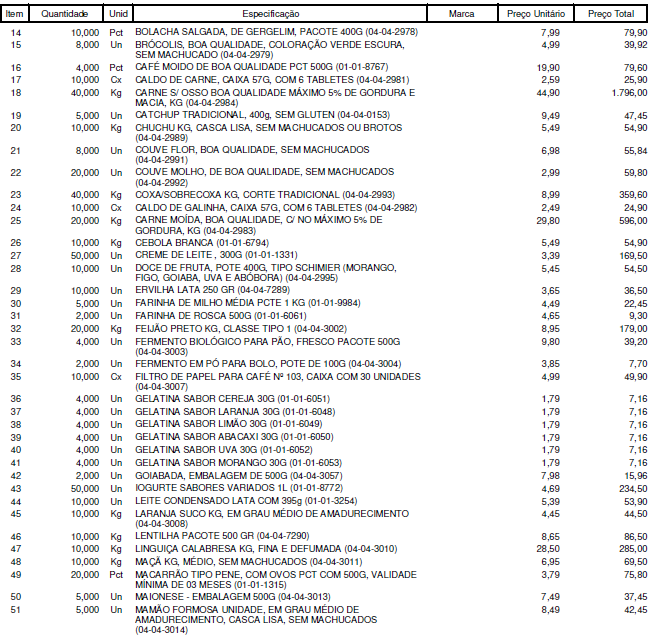 Item Quantidade Unid Especificação Marca Preço Unitário Preço Total
14 10,000 Pct BOLACHA SALGADA, DE GERGELIM, PACOTE 400G (04-04-2978) 7,99 79,90
15 8,000 Un BRÓCOLIS, BOA QUALIDADE, COLORAÇÃO VERDE ESCURA, 4,99 39,92
SEM MACHUCADO (04-04-2979)
16 4,000 Pct CAFÉ MOIDO DE BOA QUALIDADE PCT 500G (01-01-8767) 19,90 79,60
17 10,000 Cx CALDO DE CARNE, CAIXA 57G, COM 6 TABLETES (04-04-2981) 2,59 25,90
18 40,000 Kg CARNE S/ OSSO BOA QUALIDADE MÁXIMO 5% DE GORDURA E 44,90 1.796,00
MACIA, KG (04-04-2984)
19 5,000 Un CATCHUP TRADICIONAL, 400g, SEM GLUTEN (04-04-0153) 9,49 47,45
20 10,000 Kg CHUCHU KG, CASCA LISA, SEM MACHUCADOS OU BROTOS 5,49 54,90
(04-04-2989)
21 8,000 Un COUVE FLOR, BOA QUALIDADE, SEM MACHUCADOS 6,98 55,84
(04-04-2991)
22 20,000 Un COUVE MOLHO, DE BOA QUALIDADE, SEM MACHUCADOS 2,99 59,80
(04-04-2992)
23 40,000 Kg COXA/SOBRECOXA KG, CORTE TRADICIONAL (04-04-2993) 8,99 359,60
24 10,000 Cx CALDO DE GALINHA, CAIXA 57G, COM 6 TABLETES (04-04-2982) 2,49 24,90
25 20,000 Kg CARNE MOÍDA, BOA QUALIDADE, C/ NO MÁXIMO 5% DE 29,80 596,00
GORDURA, KG (04-04-2983)
26 10,000 Kg CEBOLA BRANCA (01-01-6794) 5,49 54,90
27 50,000 Un CREME DE LEITE , 300G (01-01-1331) 3,39 169,50
28 10,000 Un DOCE DE FRUTA, POTE 400G, TIPO SCHIMIER (MORANGO, 5,45 54,50
FIGO, GOIABA, UVA E ABÓBORA) (04-04-2995)
29 10,000 Un ERVILHA LATA 250 GR (04-04-7289) 3,65 36,50
30 5,000 Un FARINHA DE MILHO MÉDIA PCTE 1 KG (01-01-9984) 4,49 22,45
31 2,000 Un FARINHA DE ROSCA 500G (01-01-6061) 4,65 9,30
32 20,000 Kg FEIJÃO PRETO KG, CLASSE TIPO 1 (04-04-3002) 8,95 179,00
33 4,000 Un FERMENTO BIOLÓGICO PARA PÃO, FRESCO PACOTE 500G 9,80 39,20
(04-04-3003)
34 2,000 Un FERMENTO EM PÓ PARA BOLO, POTE DE 100G (04-04-3004) 3,85 7,70
35 10,000 Cx FILTRO DE PAPEL PARA CAFÉ Nº 103, CAIXA COM 30 UNIDADES 4,99 49,90
(04-04-3007)
36 4,000 Un GELATINA SABOR CEREJA 30G (01-01-6051) 1,79 7,16
37 4,000 Un GELATINA SABOR LARANJA 30G (01-01-6048) 1,79 7,16
38 4,000 Un GELATINA SABOR LIMÃO 30G (01-01-6049) 1,79 7,16
39 4,000 Un GELATINA SABOR ABACAXI 30G (01-01-6050) 1,79 7,16
40 4,000 Un GELATINA SABOR UVA 30G (01-01-6052) 1,79 7,16
41 4,000 Un GELATINA SABOR MORANGO 30G (01-01-6053) 1,79 7,16
42 2,000 Un GOIABADA, EMBALAGEM DE 500G (04-04-3057) 7,98 15,96
43 50,000 Un IOGURTE SABORES VARIADOS 1L (01-01-8772) 4,69 234,50
44 10,000 Un LEITE CONDENSADO LATA COM 395g (01-01-3254) 5,39 53,90
45 10,000 Kg LARANJA SUCO KG, EM GRAU MÉDIO DE AMADURECIMENTO 4,45 44,50
(04-04-3008)
46 10,000 Kg LENTILHA PACOTE 500 GR (04-04-7290) 8,65 86,50
47 10,000 Kg LINGUIÇA CALABRESA KG, FINA E DEFUMADA (04-04-3010) 28,50 285,00
48 10,000 Kg MAÇÃ KG, MÉDIO, SEM MACHUCADOS (04-04-3011) 6,95 69,50
49 20,000 Pct MACARRÃO TIPO PENE, COM OVOS PCT COM 500G, VALIDADE 3,79 75,80
MÍNIMA DE 03 MESES (01-01-1315)
50 5,000 Un MAIONESE - EMBALAGEM 500G (04-04-3013) 7,49 37,45
51 5,000 Un MAMÃO FORMOSA UNIDADE, EM GRAU MÉDIO DE 8,49 42,45
AMADURECIMENTO, CASCA LISA, SEM MACHUCADOS
(04-04-3014)